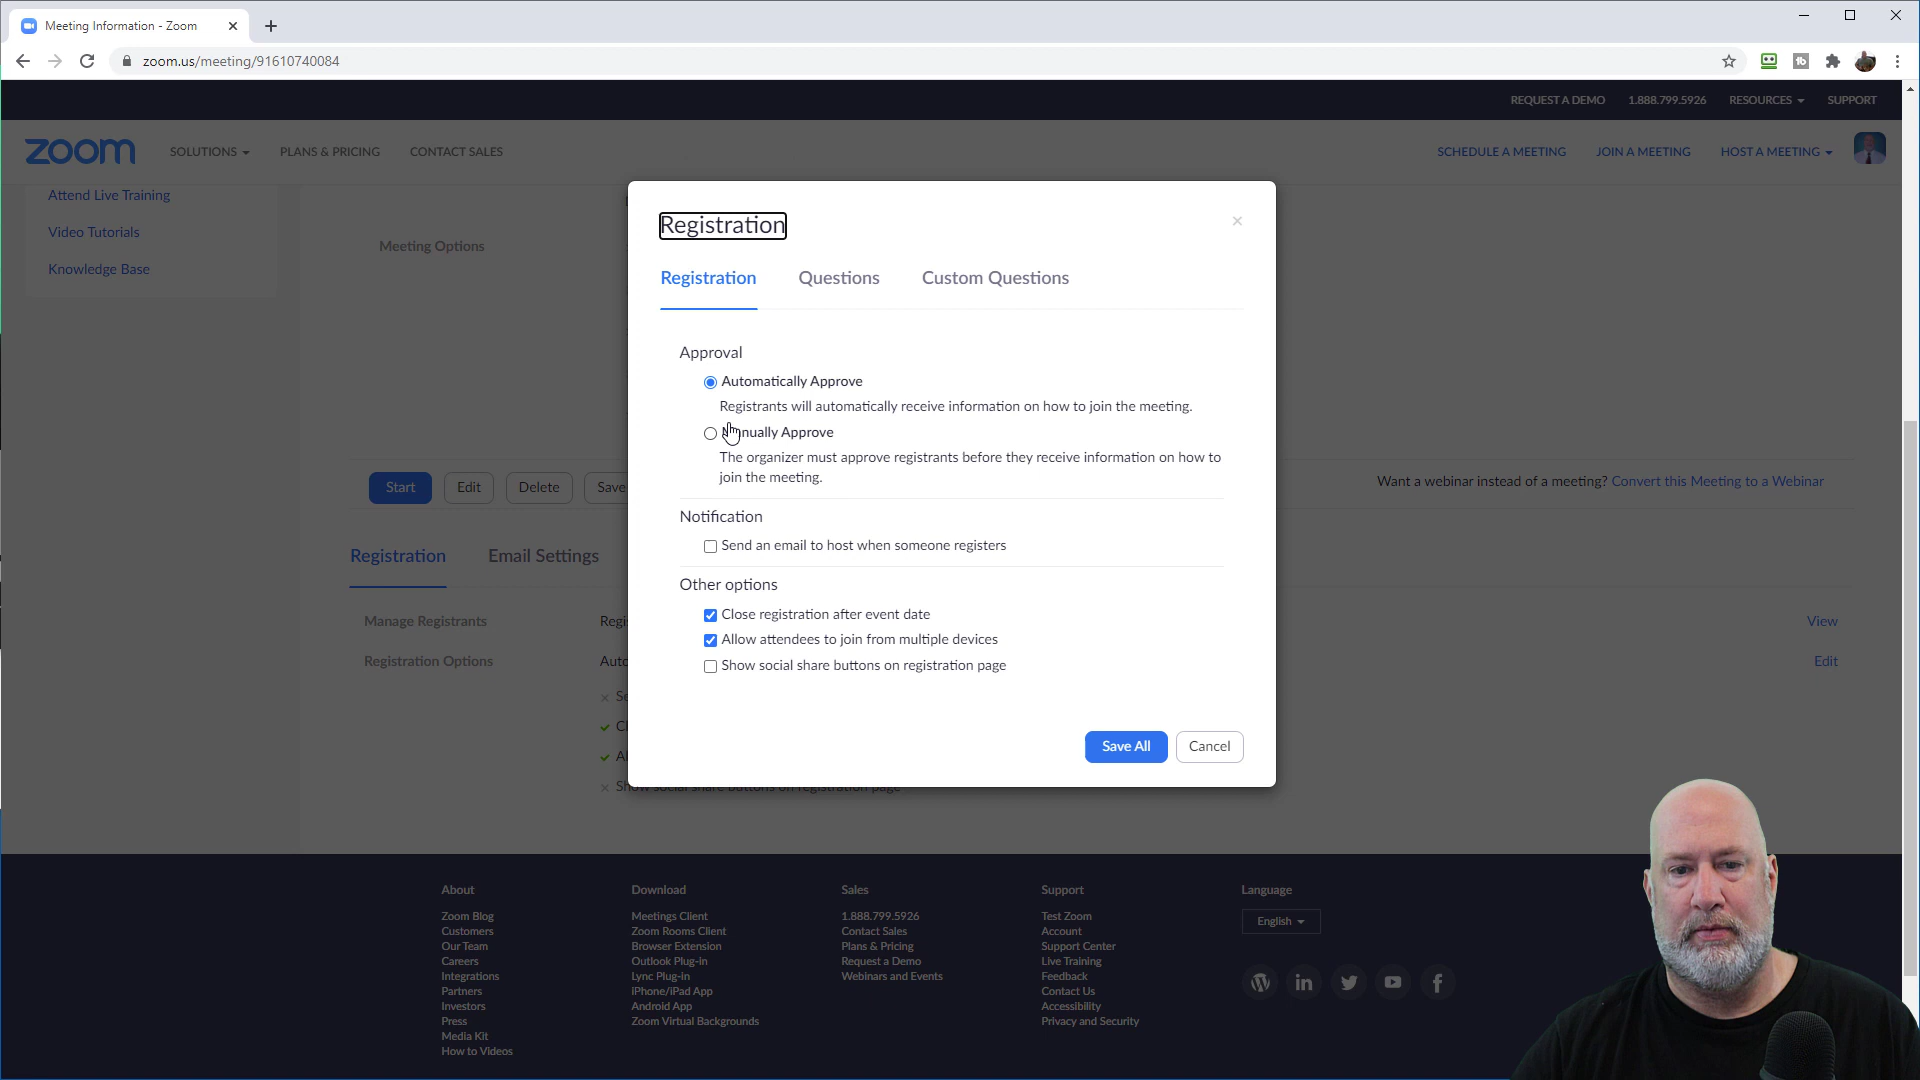 Meeting Information - Zoom
zoom.us/meeting/91610740084
REQUEST A DEMO 1.888.799.5926 RESOURCES SUPPORT
zoom SOLUTIONS PLANS & PRICING CONTACT SALES SCHEDULE A MEETING JOIN A MEETING HOST A MEETING
Attend Live Training
Video Tutorials
Knowledge Base
Meeting Options
Registration
Registration Questions Custom Questions
Approval
Automatically Approve
Registrants will automatically receive information on how to join the meeting.
Approve
The organizer must approve registrants before they receive information on how to
join the meeting.
Notification
Send an email to host when someone registers
Other options
Close registration after event date
Allow attendees to join from multiple devices
Show social share buttons on registration page
Save All Cancel
Start Edit Delete Save
Want a webinar instead of a meeting? Convert this Meeting to a Webinar
Registration Email Settings
Manage Registrants View
Registration Options Edit
Show social share buttons on registration page
About
Zoom Blog
Customers
Our Team
Careers
Integrations
Partners
Investors
Press
Media Kit
How to Videos
Download
Meetings Client
Zoom Rooms Client
Browser Extension
Outlook Plug-in
Lync Plug-in
iPhone/iPad App
Android App
Zoom Virtual Backgrounds
Sales
1.888.799.5926
Contact Sales
Plans & Pricing
Request a Demo
Webinars and Events
Support
Test Zoom
Account
Support Center
Live Training
Feedback
Contact Us
Accessibility
Privacy and Security
Language
English